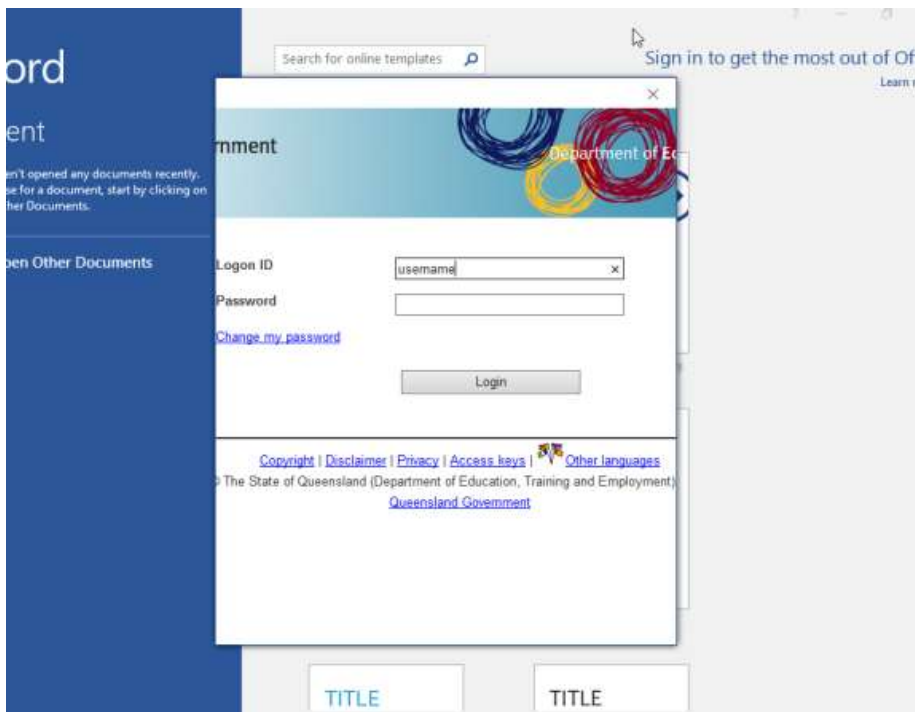 ord
ent
en't opened any documents recently.
se for a document, start by clicking on
her Documents.
pen Other Documents
Search for online templates
Sign in to get the most out of Of
Learn
rnment
Department of Ed
Logon ID
username
Password
Change my password
Login
Copyright | Disclaimer | Privacy | Access keys | Other languages
The State of Queensland (Department of Education, Training and Employment)
Queensland Government
TITLE
TITLE